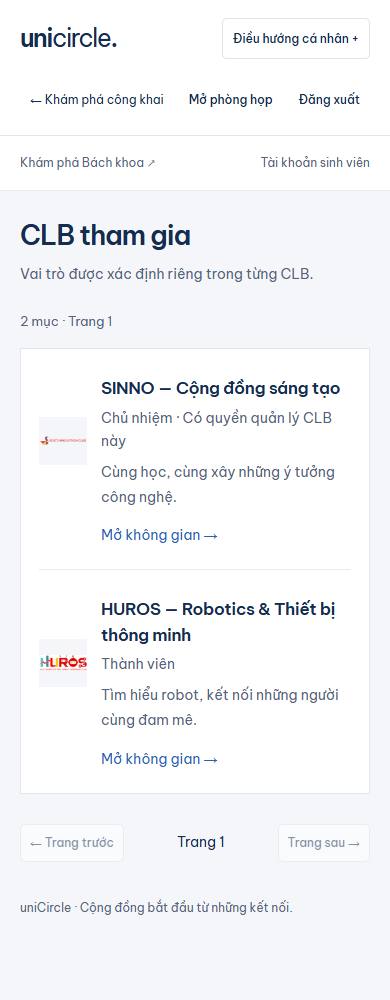 unicircle.
Điều hướng cá nhân +
← Khám phá công khai
Mở phòng họp
Đăng xuất
Khám phá Bách khoa ↗
Tài khoản sinh viên
CLB tham gia
Vai trò được xác định riêng trong từng CLB.
2 mục · Trang 1
SINNO — Cộng đồng sáng tạo
Chủ nhiệm · Có quyền quản lý CLB
này
Cùng học, cùng xây những ý tưởng
công nghệ.
Mở không gian →
HUROS — Robotics & Thiết bị
thông minh
HUROS
Thành viên
Tìm hiểu robot, kết nối những người
cùng đam mê.
Mở không gian →
← Trang trước
Trang 1
Trang sau →
uniCircle · Cộng đồng bắt đầu từ những kết nối.